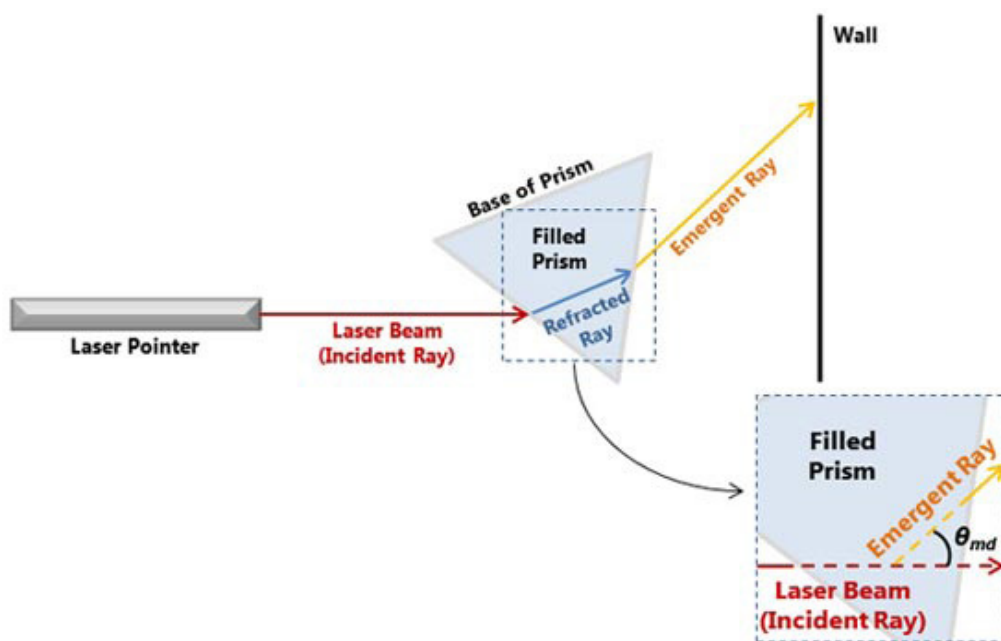 Wall
Base of Prism
Filled
Prism
Emergent Ray
Refracted
Ray
Laser Beam
(Incident Ray)
Laser Pointer
Filled
Prism
Emergent Ray
θmd
Laser Beam
(Incident Ray)